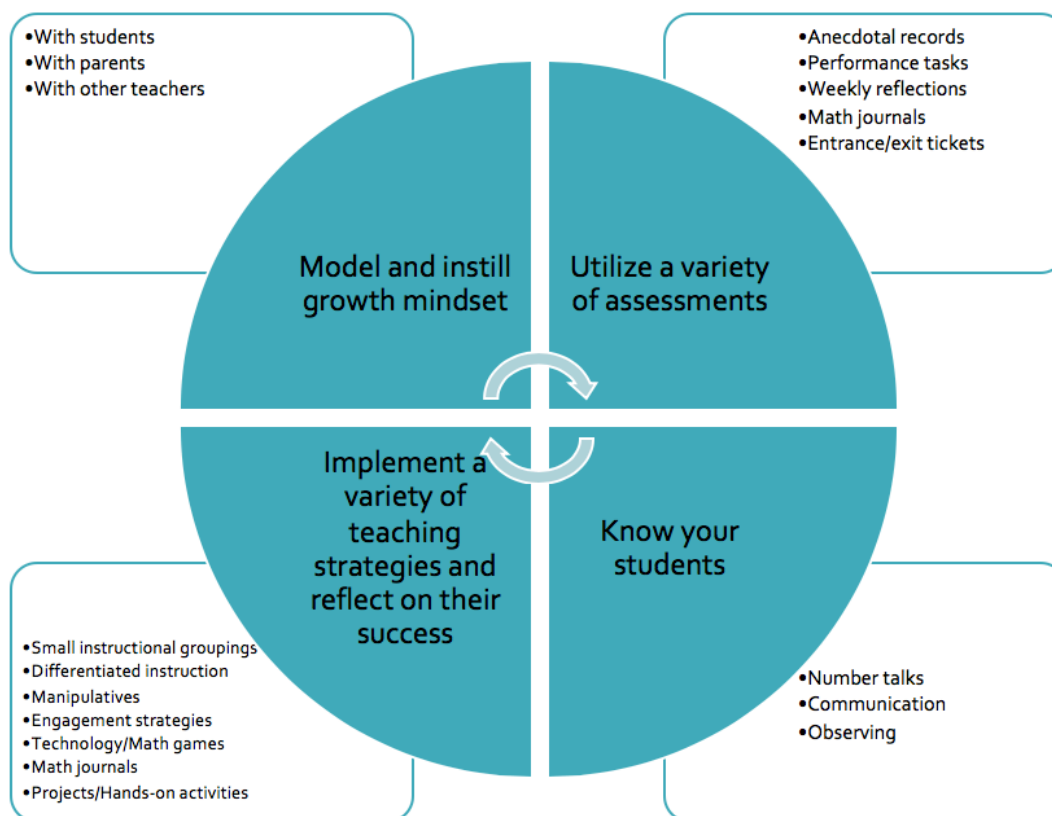 •With students
•With parents
•With other teachers
•Anecdotal records
•Performance tasks
•Weekly reflections
•Math journals
•Entrance/exit tickets
Model and instill
growth mindset
Utilize a variety
of assessments
Implement a
variety of
teaching
strategies and
reflect on their
success
Know your
students
•Small instructional groupings
•Differentiated instruction
•Manipulatives
•Engagement strategies
•Technology/Math games
•Math journals
•Projects/Hands-on activities
•Number talks
•Communication
•Observing